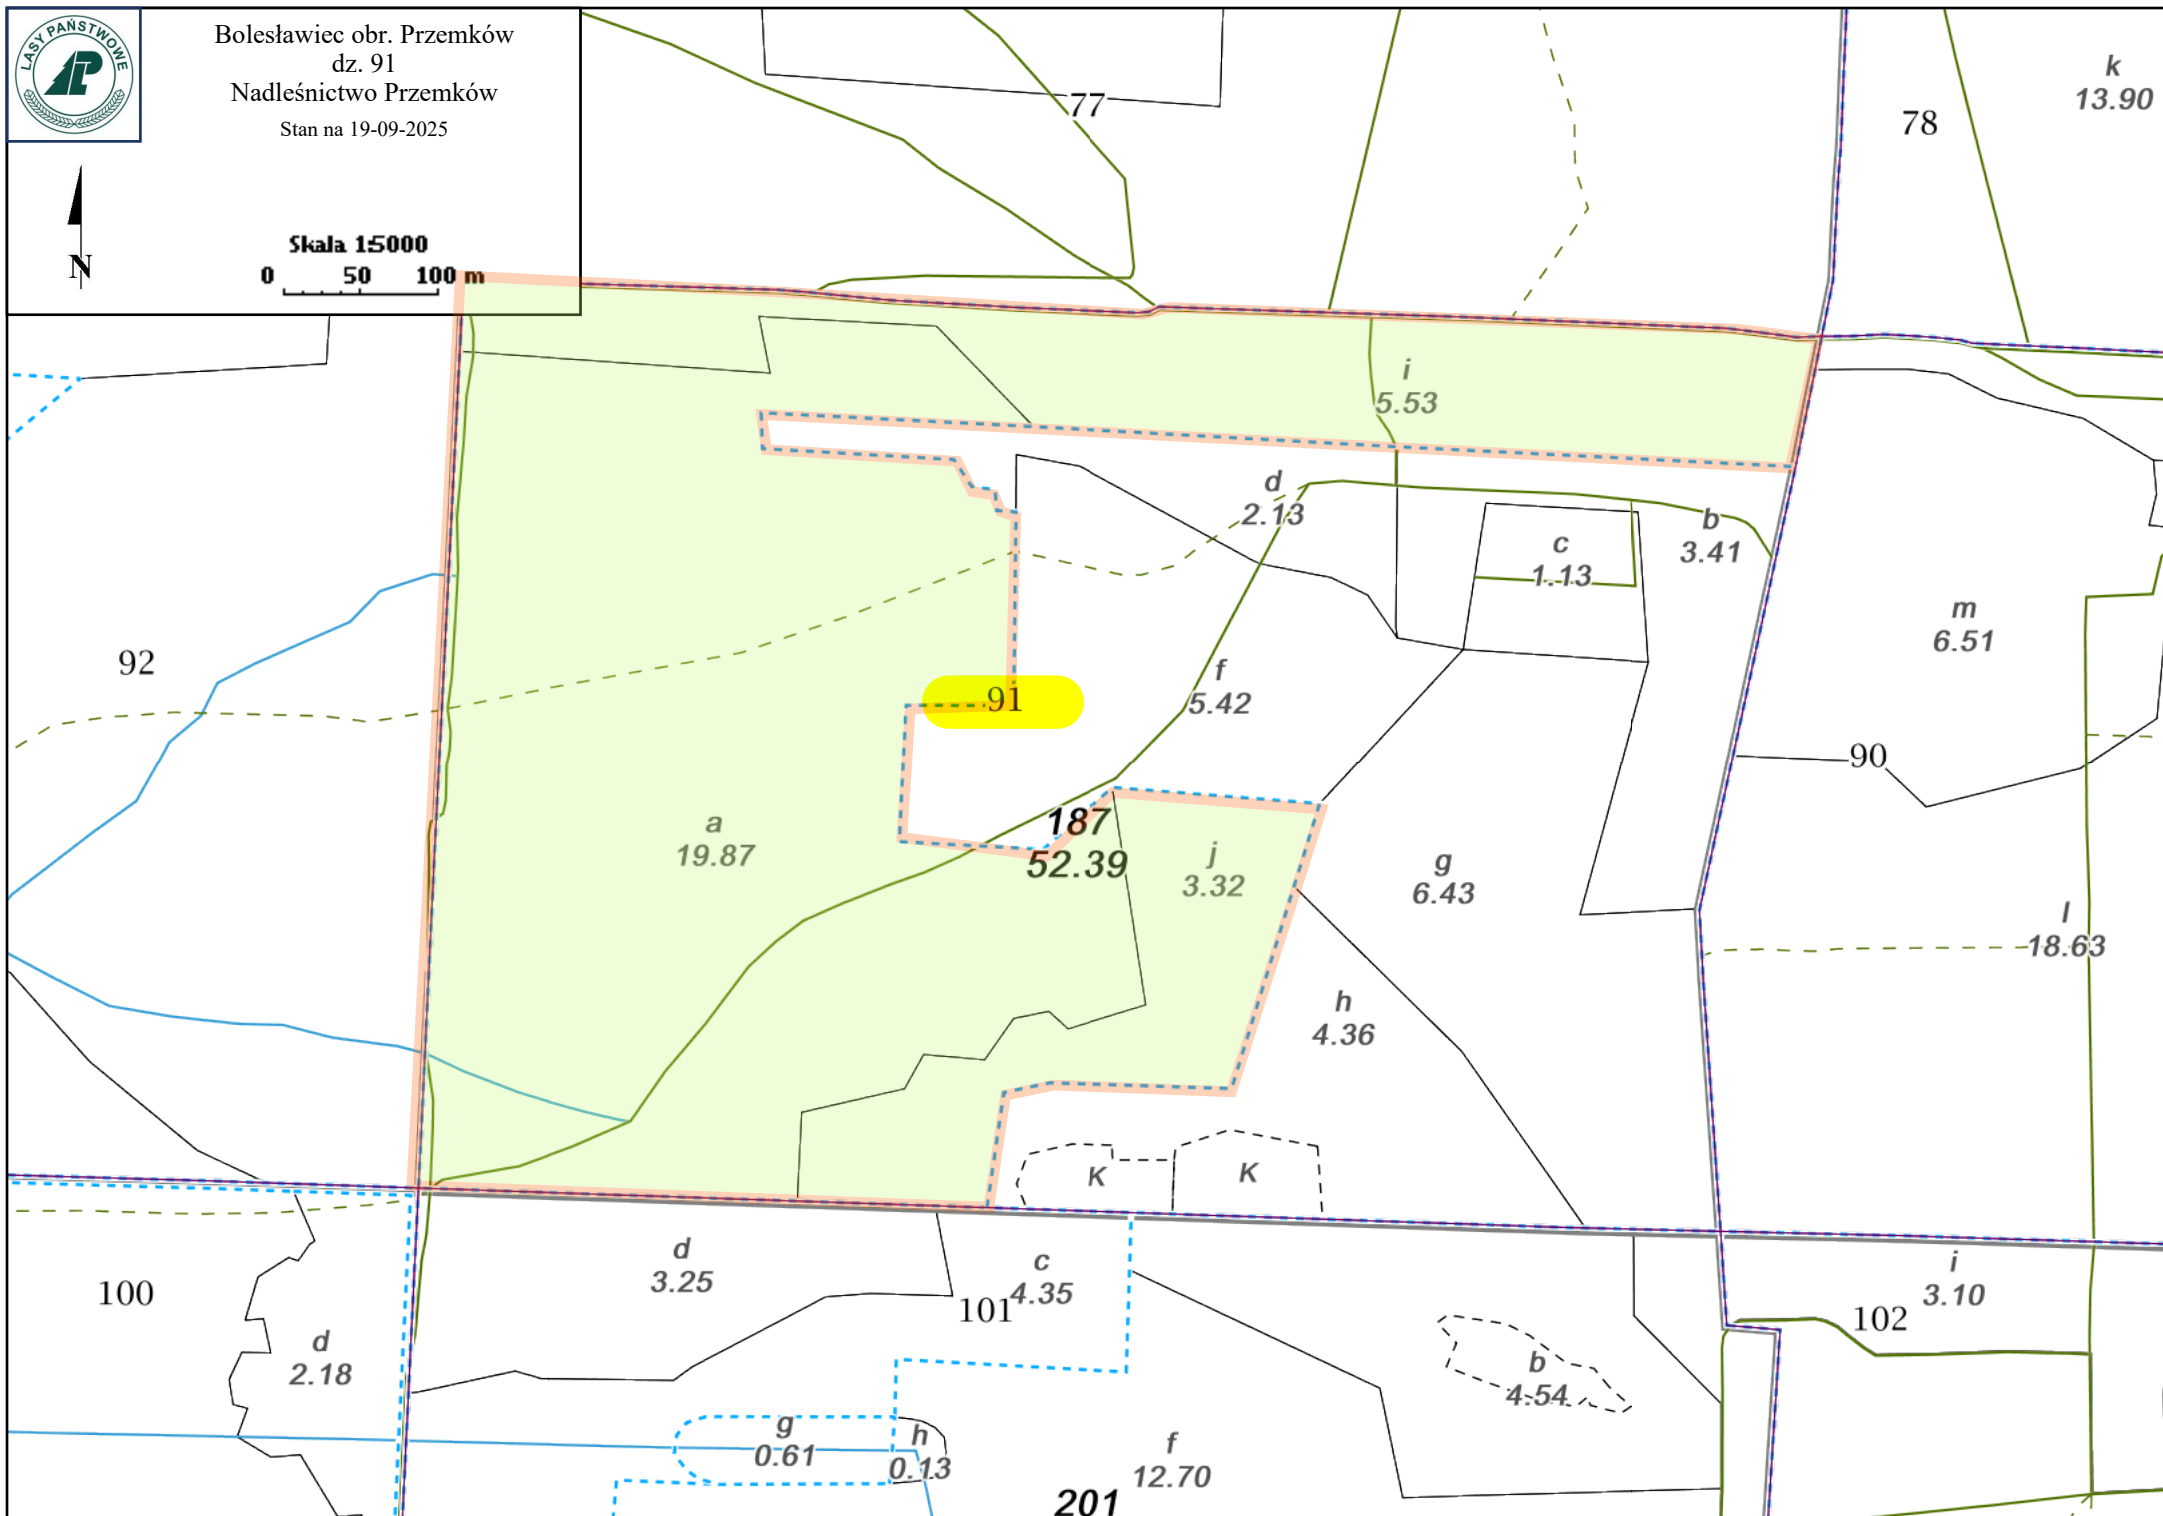 LASY PAŃSTWOWE
LP
Bolesławiec obr. Przemków
dz. 91
Nadleśnictwo Przemków
Stan na 19-09-2025
N
Skala 1:5000
0 50 100 m
77
78
k
13.90
i
5.53
d
2.13
c
1.13
b
3.41
m
6.51
92
91
f
5.42
90
a
19.87
187
52.39
j
3.32
g
6.43
l
18.63
h
4.36
K
K
100
d
3.25
c
4.35
101
i
3.10
102
d
2.18
b
4.54
g
0.61
h
0.13
f
12.70
201